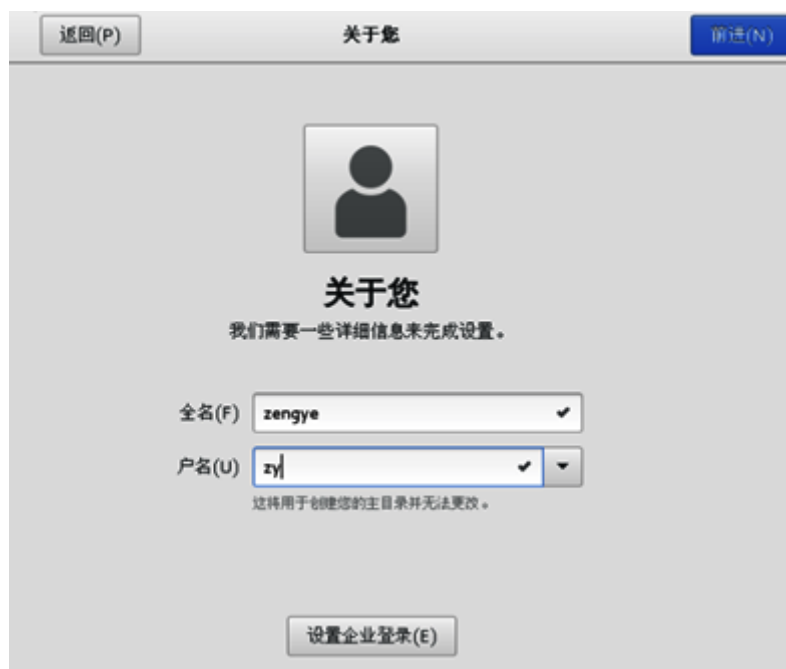 返回(P) 关于您 前进(N)
关于您
我们需要一些详细信息来完成设置。
全名(F) zengye
户名(U) zy
这将用于创建您的主目录并无法更改。
设置企业登录(E)